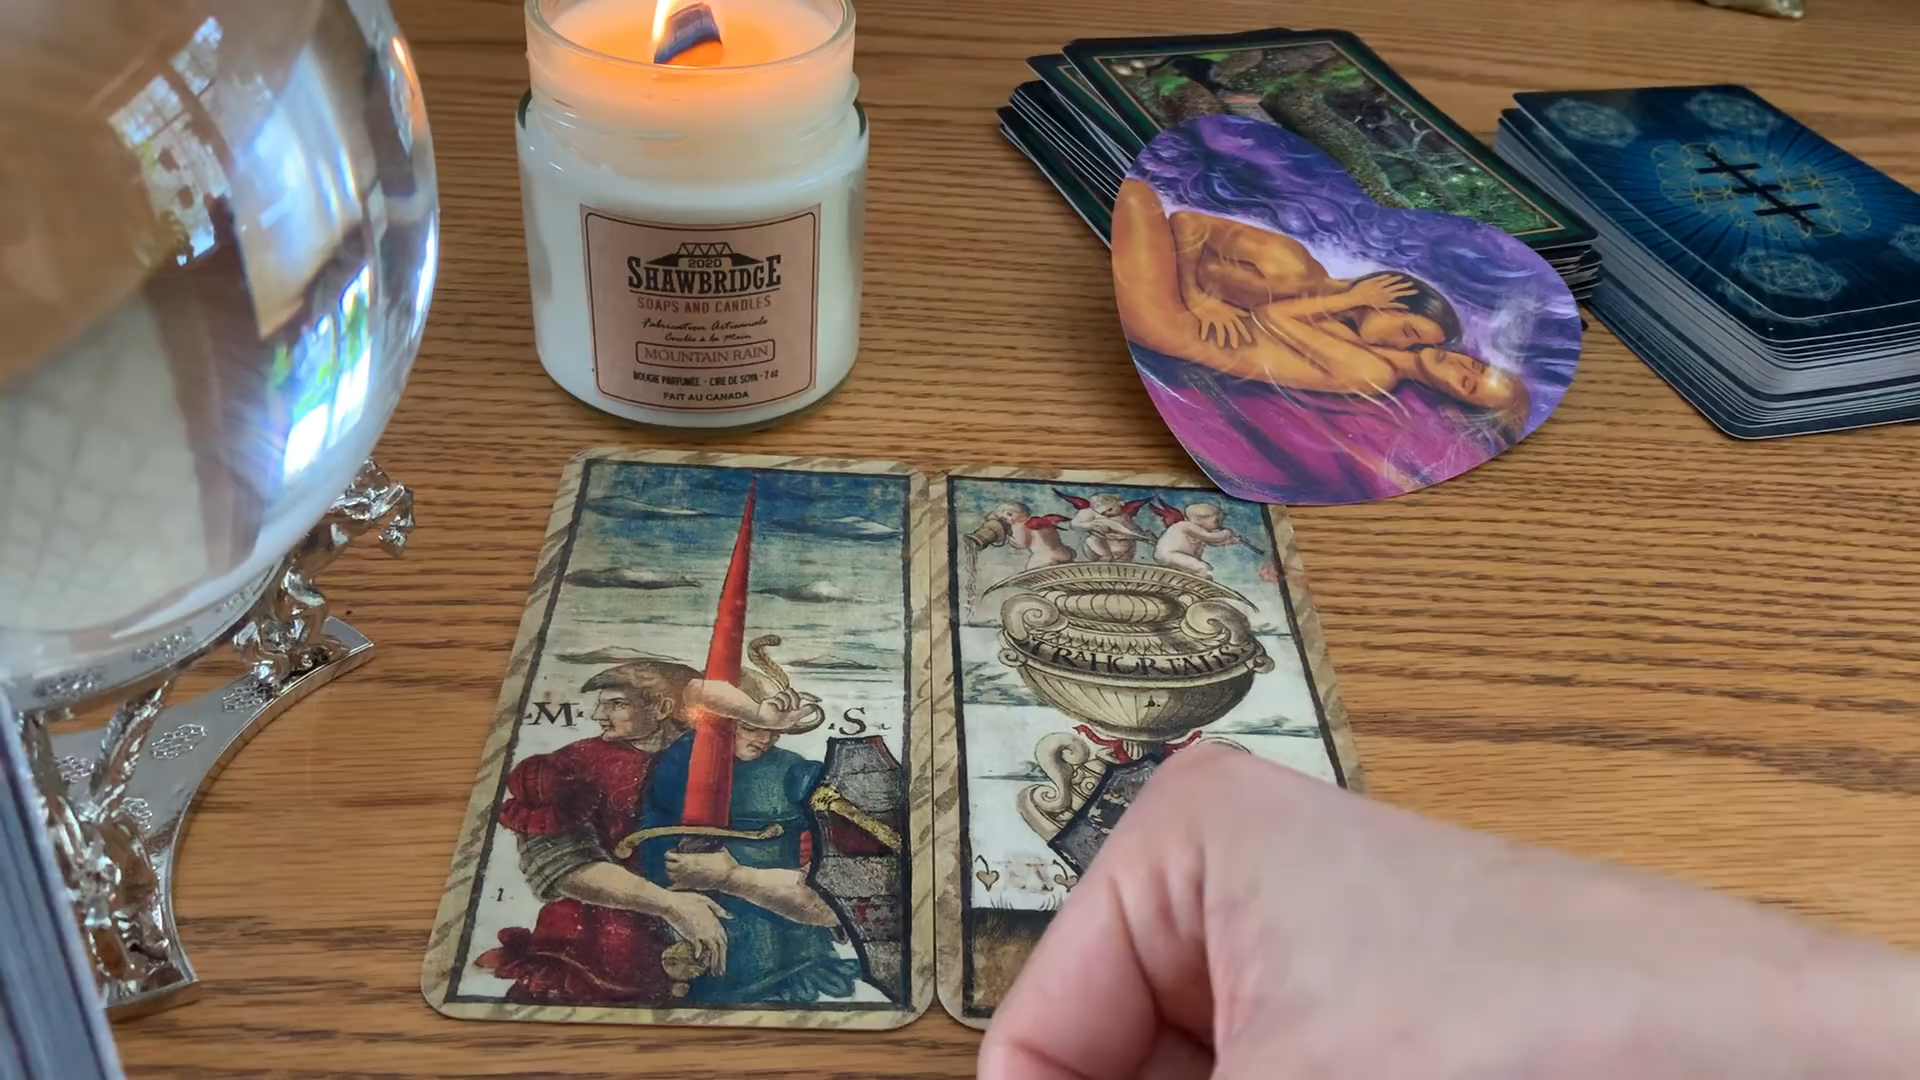 2020
SHAWBRIDGE
SOAPS AND CANDLES
Fabrication Artisanale
Coulée à la Main
MOUNTAIN RAIN
BOUGIE PARFUMÉE · CIRE DE SOYA · 7 oz
FAIT AU CANADA
M S
1